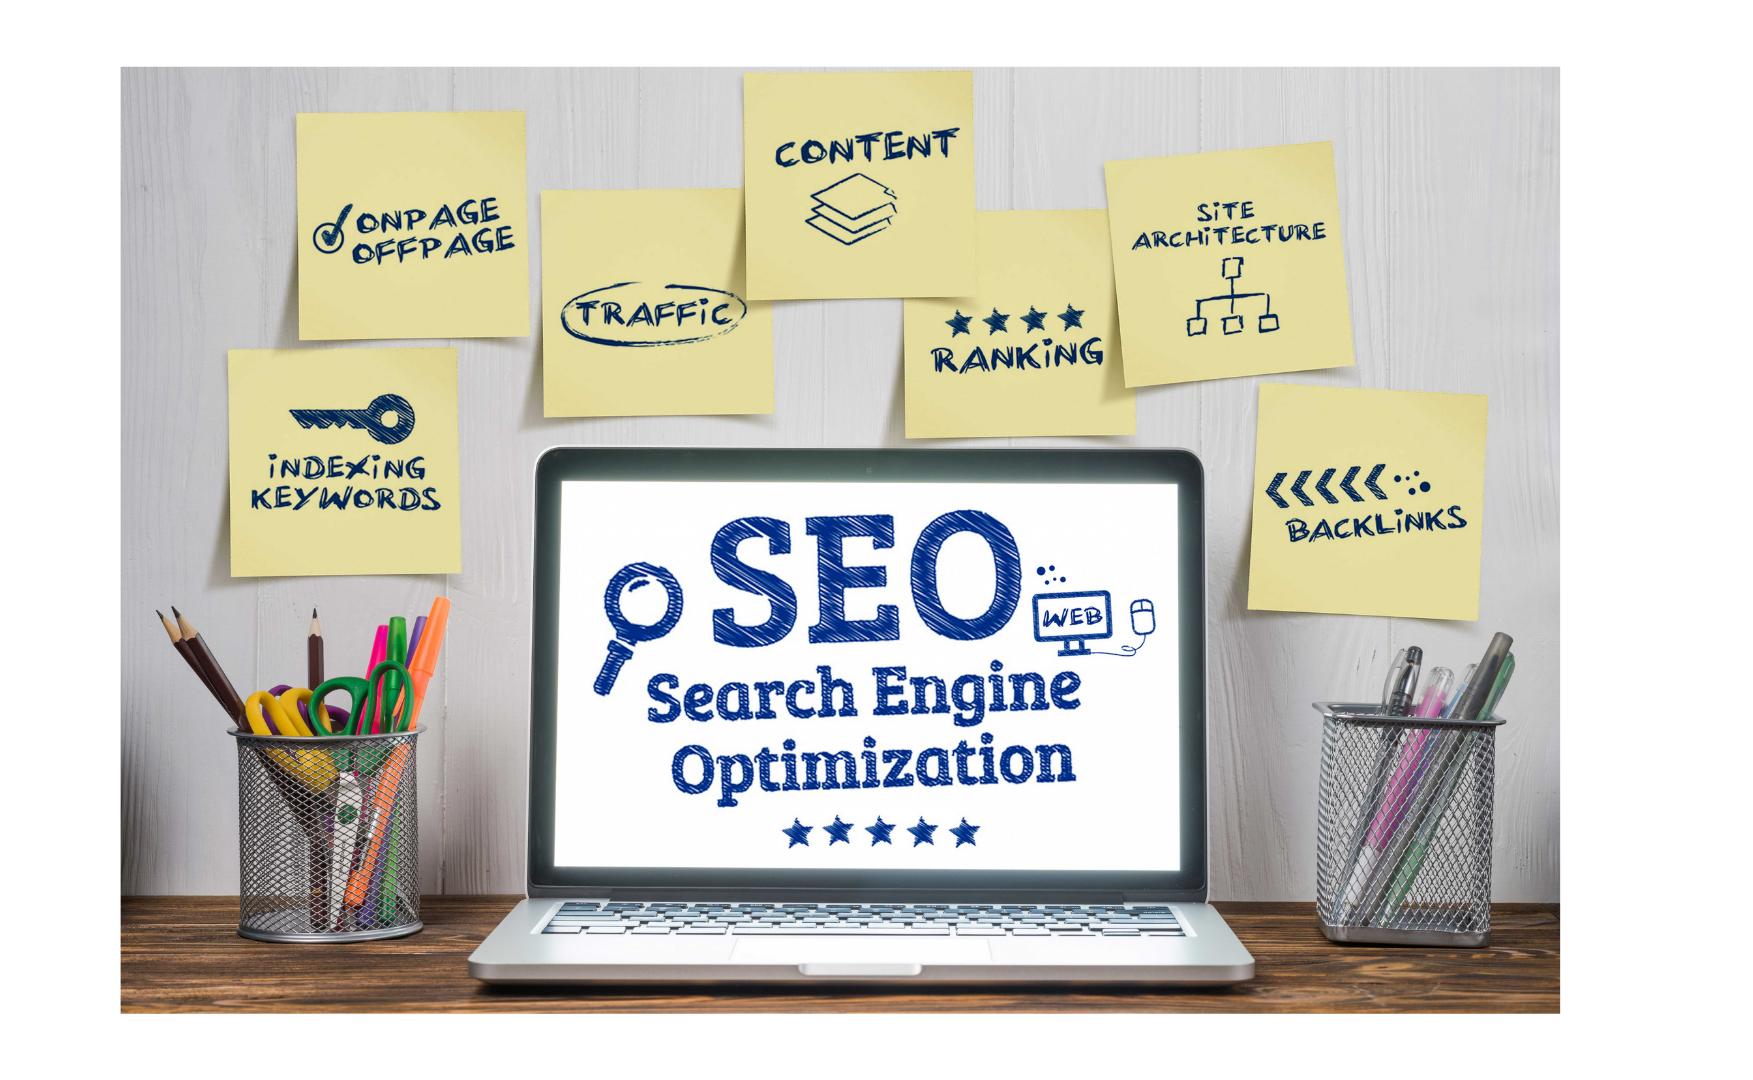 CONTENT
ONPAGE
OFFPAGE
SiTE
ARCHiTECTURE
TRAFFiC
RANKiNG
iNDEXiNG
KEYWORDS
BACKLiNKS
SEO
WEB
Search Engine
Optimization